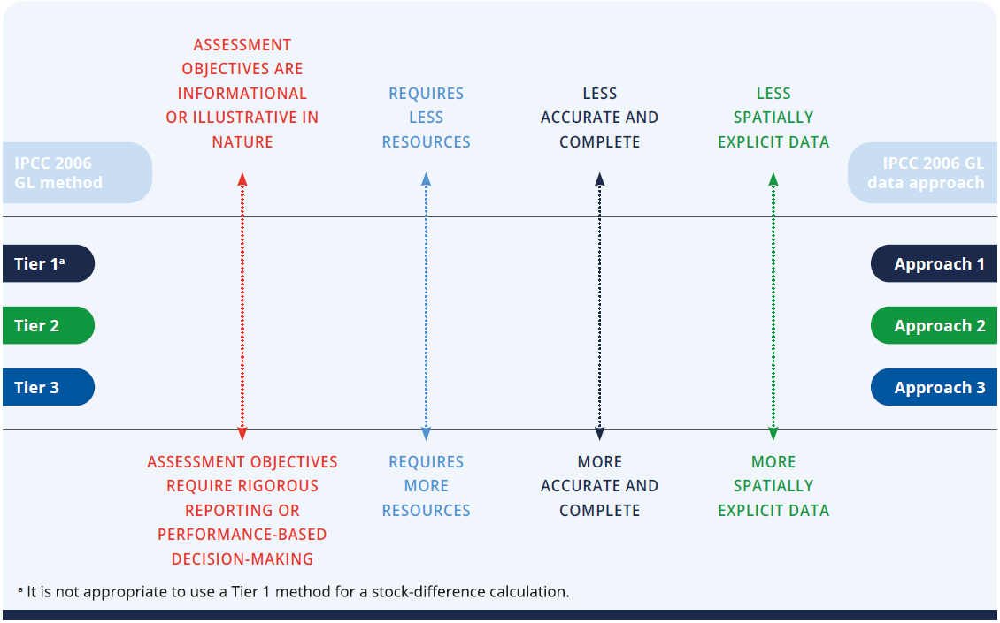 ASSESSMENT
OBJECTIVES ARE
INFORMATIONAL
OR ILLUSTRATIVE IN
NATURE
REQUIRES
LESS
RESOURCES
LESS
ACCURATE AND
COMPLETE
LESS
SPATIALLY
EXPLICIT DATA
IPCC 2006
GL method
IPCC 2006 GL
data approach
Tier 1ᵃ
Approach 1
Tier 2
Approach 2
Tier 3
Approach 3
ASSESSMENT OBJECTIVES
REQUIRE RIGOROUS
REPORTING OR
PERFORMANCE-BASED
DECISION-MAKING
REQUIRES
MORE
RESOURCES
MORE
ACCURATE AND
COMPLETE
MORE
SPATIALLY
EXPLICIT DATA
ᵃ It is not appropriate to use a Tier 1 method for a stock-difference calculation.